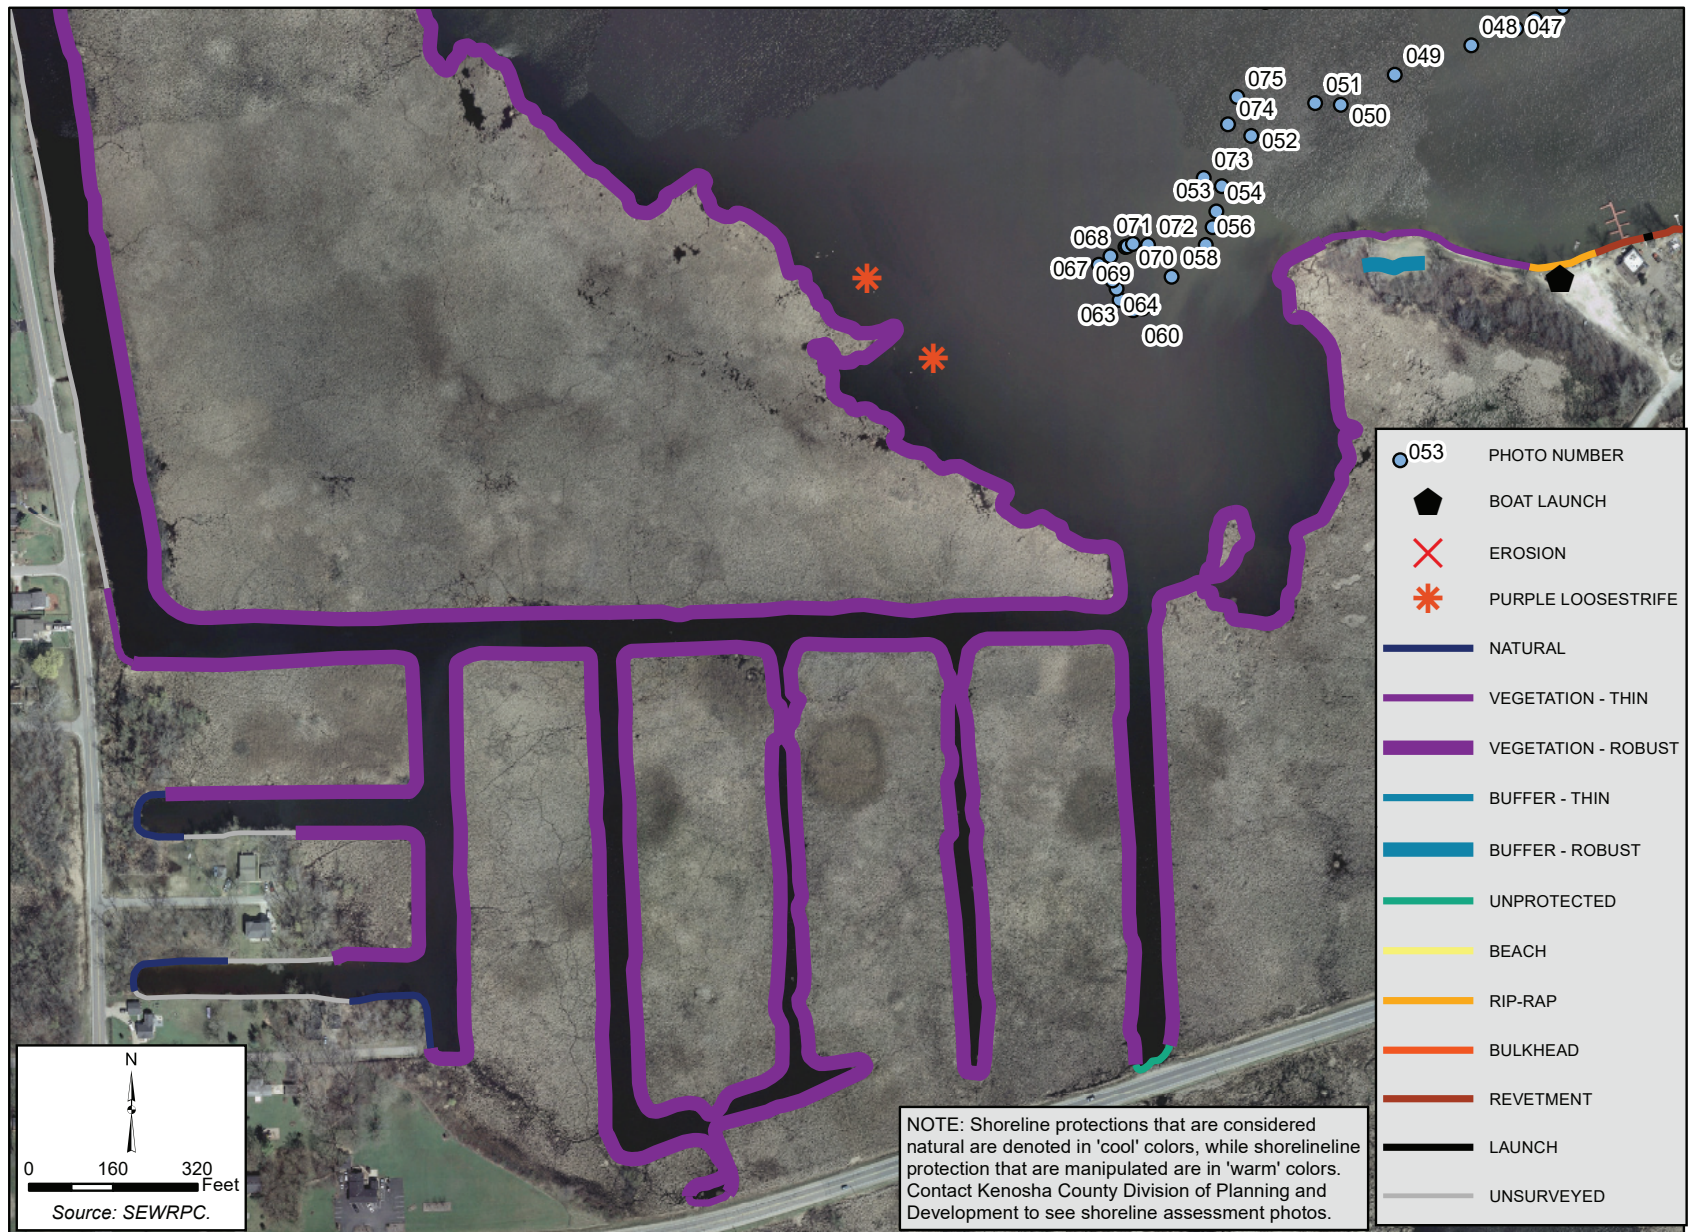 048 047
049
075
051
074
050
052
073
053 054
071 072 056
068
070 058
067 069
064
063
060
053 PHOTO NUMBER
BOAT LAUNCH
EROSION
PURPLE LOOSESTRIFE
NATURAL
VEGETATION - THIN
VEGETATION - ROBUST
BUFFER - THIN
BUFFER - ROBUST
UNPROTECTED
BEACH
RIP-RAP
BULKHEAD
REVETMENT
LAUNCH
UNSURVEYED
N
0 160 320
Feet
Source: SEWRPC.
NOTE: Shoreline protections that are considered
natural are denoted in 'cool' colors, while shorelineline
protection that are manipulated are in 'warm' colors.
Contact Kenosha County Division of Planning and
Development to see shoreline assessment photos.